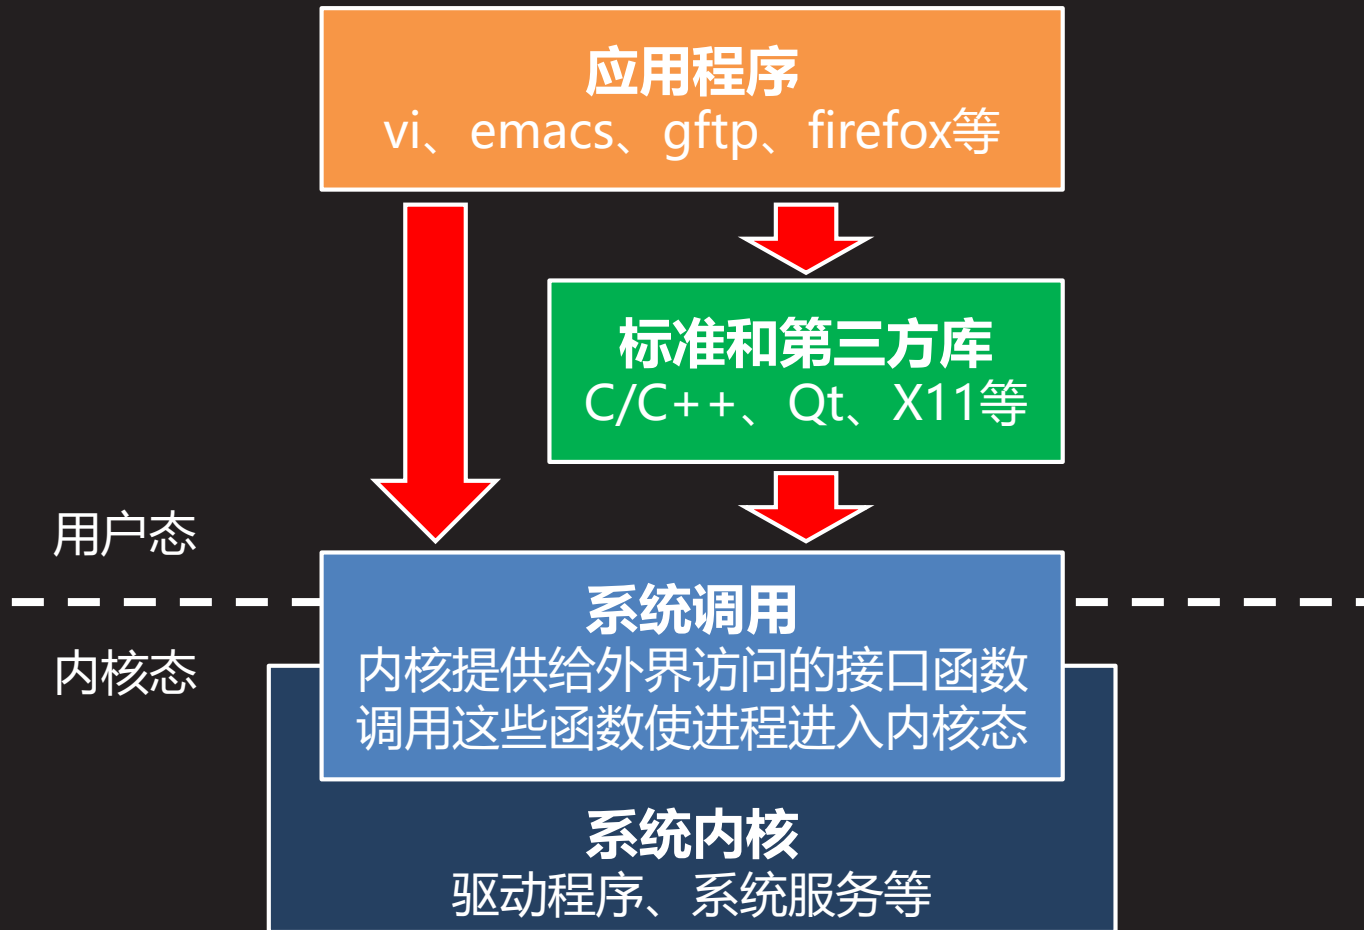 应用程序
vi、emacs、gftp、firefox等
标准和第三方库
C/C++、Qt、X11等
用户态
系统调用
内核态
内核提供给外界访问的接口函数
调用这些函数使进程进入内核态
系统内核
驱动程序、系统服务等